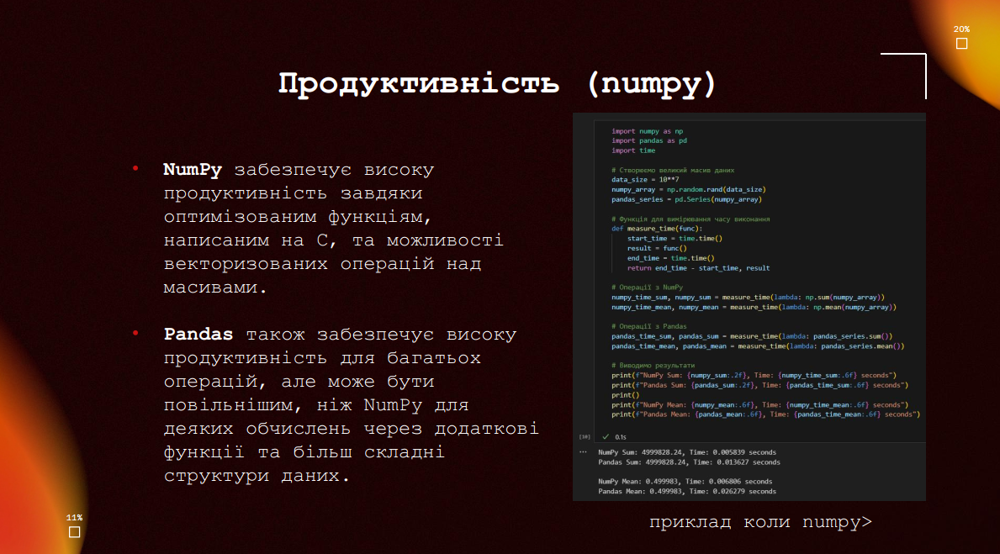 20%
Продуктивність (numpy)
NumPy забезпечує високу
продуктивність завдяки
оптимізованим функціям,
написаним на C, та можливості
векторизованих операцій над
масивами.
Pandas також забезпечує високу
продуктивність для багатьох
операцій, але може бути
повільнішим, ніж NumPy для
деяких обчислень через додаткові
функції та більш складні
структури даних.
11%
import numpy as np
import pandas as pd
import time
# Створюємо великий масив даних
data_size = 10**7
numpy_array = np.random.rand(data_size)
pandas_series = pd.Series(numpy_array)
# Функція для вимірювання часу виконання
def measure_time(func):
start_time = time.time()
result = func()
end_time = time.time()
return end_time - start_time, result
# Операції з NumPy
numpy_time_sum, numpy_sum = measure_time(lambda: np.sum(numpy_array))
numpy_time_mean, numpy_mean = measure_time(lambda: np.mean(numpy_array))
# Операції з Pandas
pandas_time_sum, pandas_sum = measure_time(lambda: pandas_series.sum())
pandas_time_mean, pandas_mean = measure_time(lambda: pandas_series.mean())
# Виводимо результати
print(f"NumPy Sum: {numpy_sum:.2f}, Time: {numpy_time_sum:.6f} seconds")
print(f"Pandas Sum: {pandas_sum:.2f}, Time: {pandas_time_sum:.6f} seconds")
print()
print(f"NumPy Mean: {numpy_mean:.6f}, Time: {numpy_time_mean:.6f} seconds")
print(f"Pandas Mean: {pandas_mean:.6f}, Time: {pandas_time_mean:.6f} seconds")
0.1s
NumPy Sum: 4999828.24, Time: 0.005839 seconds
Pandas Sum: 4999828.24, Time: 0.013627 seconds
NumPy Mean: 0.499983, Time: 0.006806 seconds
Pandas Mean: 0.499983, Time: 0.026279 seconds
приклад коли numpy>